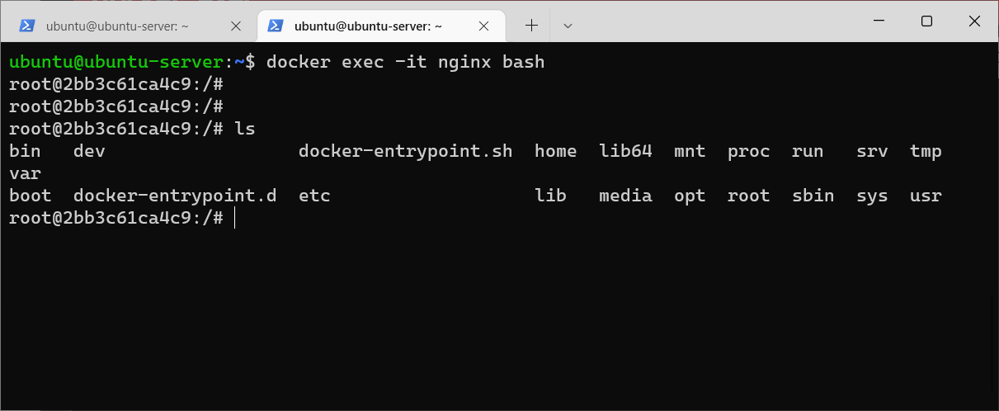 ubuntu@ubuntu-server: ~ ubuntu@ubuntu-server: ~
ubuntu@ubuntu-server:~$ docker exec -it nginx bash
root@2bb3c61ca4c9:/#
root@2bb3c61ca4c9:/#
root@2bb3c61ca4c9:/# ls
bin   dev                  docker-entrypoint.sh  home  lib64  mnt  proc  run   srv  tmp
var
boot  docker-entrypoint.d  etc                   lib   media  opt  root  sbin  sys  usr
root@2bb3c61ca4c9:/#